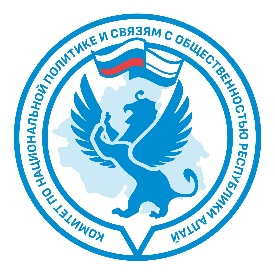 КОМИТЕТ ПО НАЦИОНАЛЬНОЙ ПОЛИТИКЕ И СВЯЗЯМ С ОБЩЕСТВЕННОСТЬЮ РЕСПУБЛИКИ АЛТАЙ